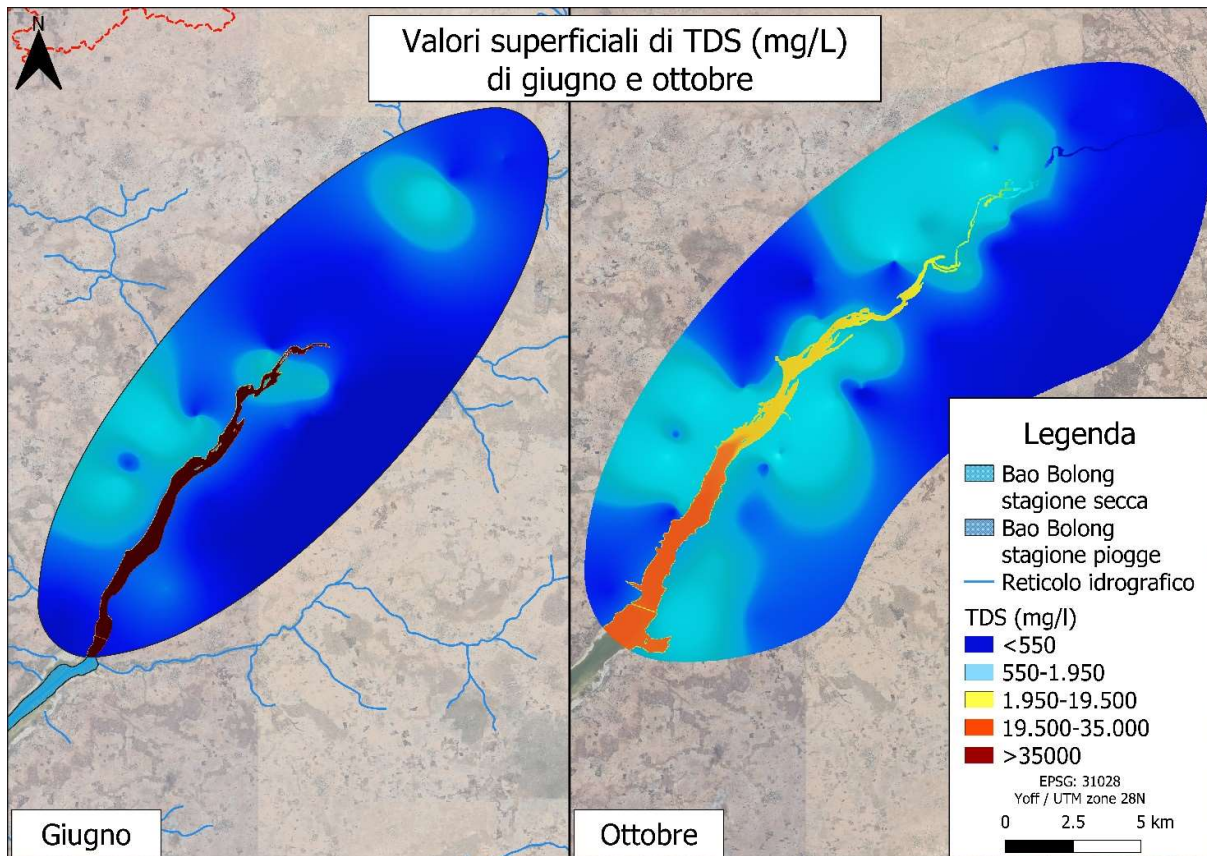 N
Valori superficiali di TDS (mg/L)
di giugno e ottobre
Giugno
Ottobre
Legenda
Bao Bolong
stagione secca
Bao Bolong
stagione piogge
Reticolo idrografico
TDS (mg/l)
<550
550-1.950
1.950-19.500
19.500-35.000
>35000
EPSG: 31028
Yoff / UTM zone 28N
0 2.5 5 km